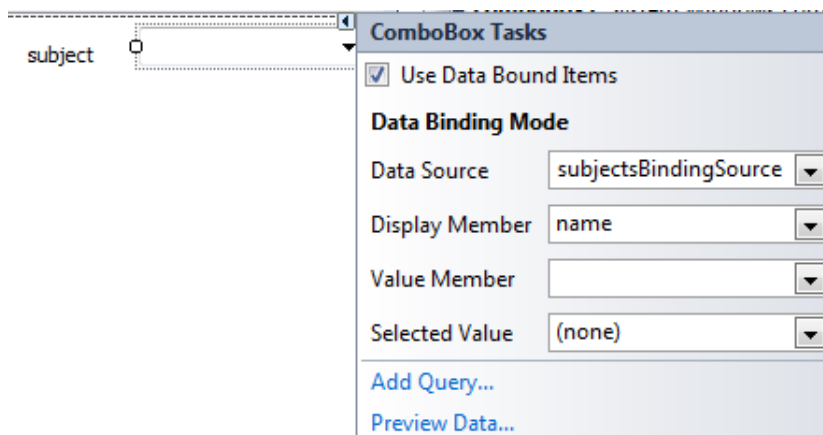 ComboBox Tasks
subject
Use Data Bound Items
Data Binding Mode
Data Source subjectsBindingSource
Display Member name
Value Member
Selected Value (none)
Add Query...
Preview Data...